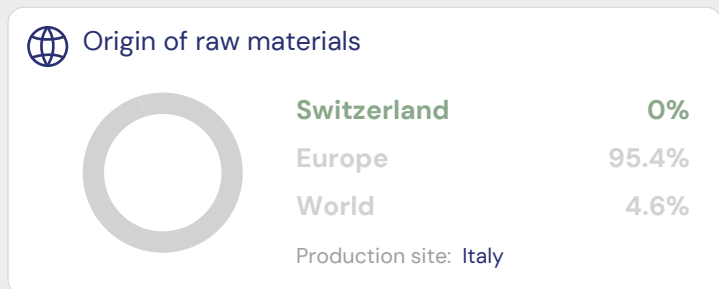 Origin of raw materials
Switzerland 0%
Europe 95.4%
World 4.6%
Production site: Italy